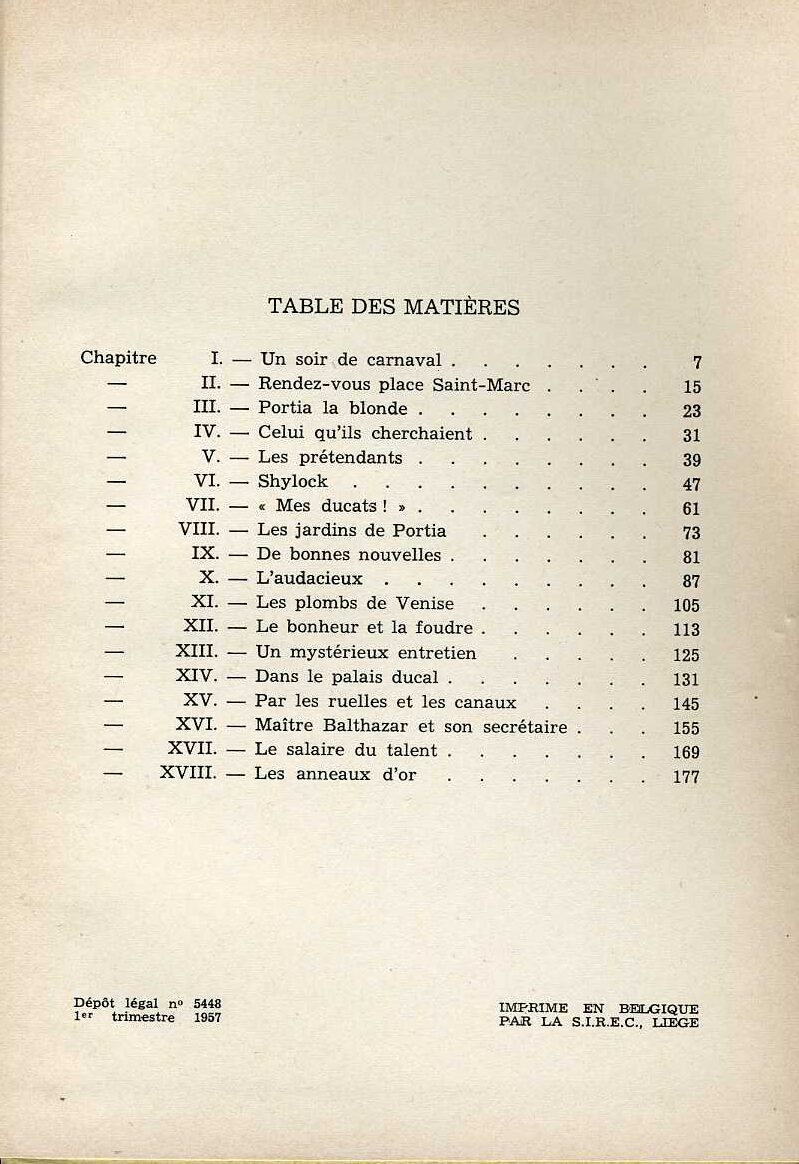 TABLE DES MATIÈRES
Chapitre I. — Un soir de carnaval . . . . . . . 7
— II. — Rendez-vous place Saint-Marc . . . . 15
— III. — Portia la blonde . . . . . . . . 23
— IV. — Celui qu'ils cherchaient . . . . . . 31
— V. — Les prétendants . . . . . . . . 39
— VI. — Shylock . . . . . . . . . . 47
— VII. — « Mes ducats ! » . . . . . . . . 61
— VIII. — Les jardins de Portia . . . . . . 73
— IX. — De bonnes nouvelles . . . . . . . 81
— X. — L'audacieux . . . . . . . . . 87
— XI. — Les plombs de Venise . . . . . . 105
— XII. — Le bonheur et la foudre . . . . . . 113
— XIII. — Un mystérieux entretien . . . . . 125
— XIV. — Dans le palais ducal . . . . . . . 131
— XV. — Par les ruelles et les canaux . . . . 145
— XVI. — Maître Balthazar et son secrétaire . . . 155
— XVII. — Le salaire du talent . . . . . . . 169
— XVIII. — Les anneaux d'or . . . . . . . 177
Dépôt légal nº 5448
1er trimestre 1957
IMPRIME EN BELGIQUE
PAR LA S.I.R.E.C., LIEGE